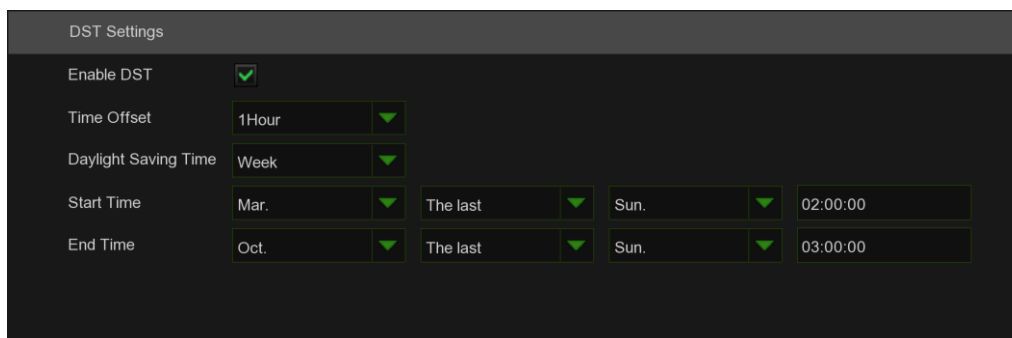 DST Settings
Enable DST
Time Offset 1Hour
Daylight Saving Time Week
Start Time Mar. The last Sun. 02:00:00
End Time Oct. The last Sun. 03:00:00